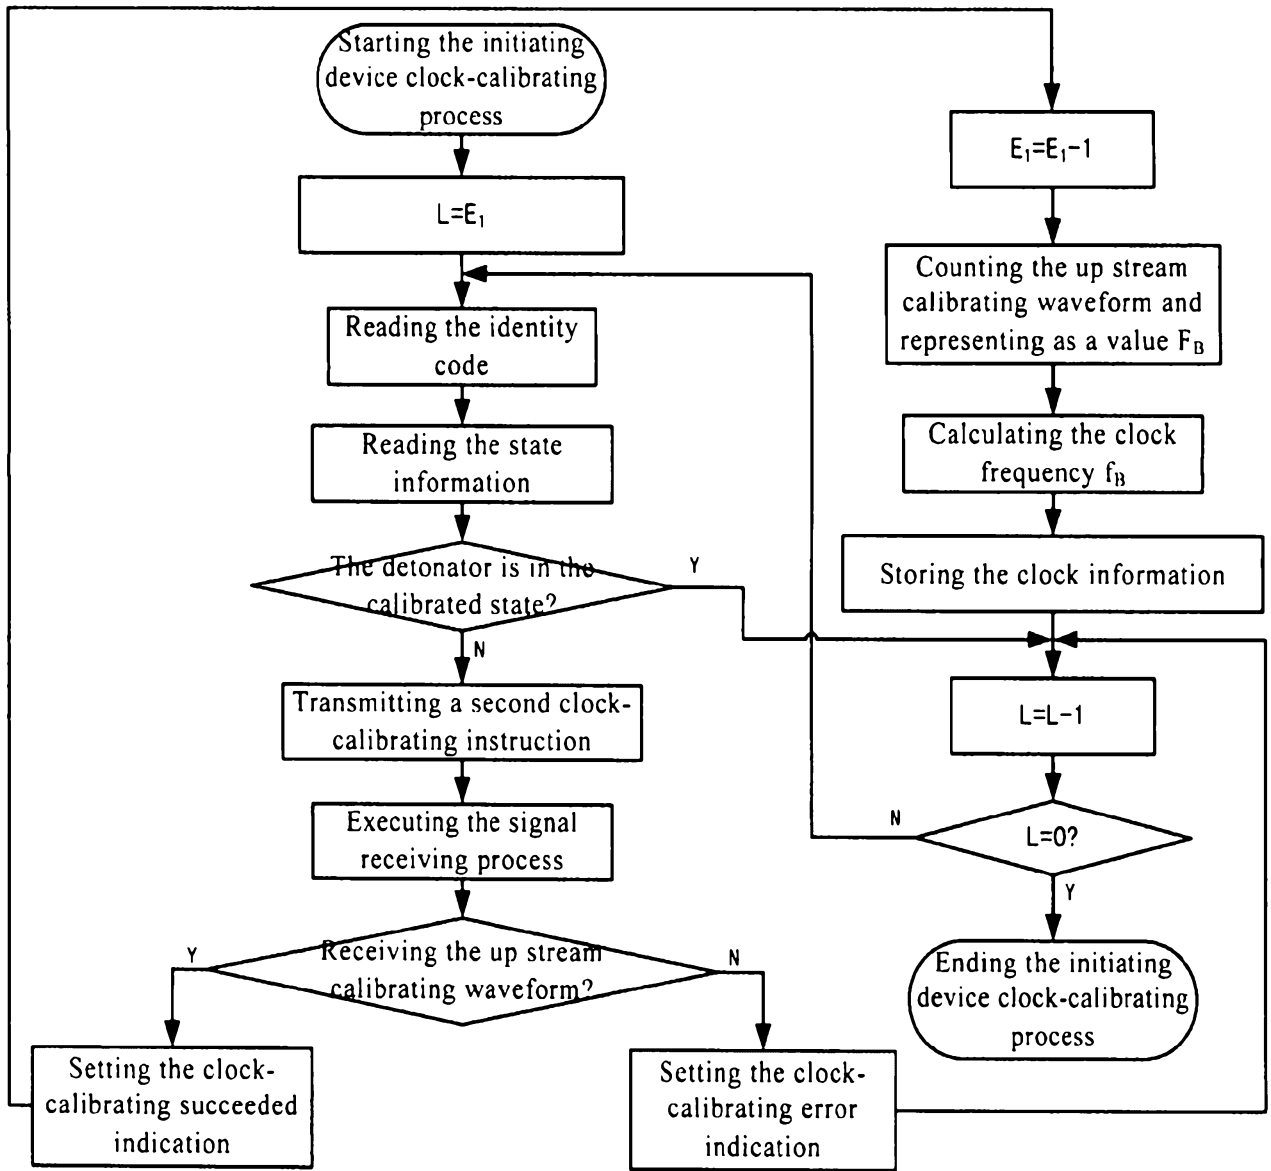 Starting the initiating
device clock-calibrating
process
L=E₁
Reading the identity
code
Reading the state
information
The detonator is in the
calibrated state?
Y
N
Transmitting a second clock-
calibrating instruction
Executing the signal
receiving process
Receiving the up stream
calibrating waveform?
Y
N
Setting the clock-
calibrating succeeded
indication
Setting the clock-
calibrating error
indication
E₁=E₁-1
Counting the up stream
calibrating waveform and
representing as a value F_B
Calculating the clock
frequency f_B
Storing the clock information
L=L-1
L=0?
N
Y
Ending the initiating
device clock-calibrating
process